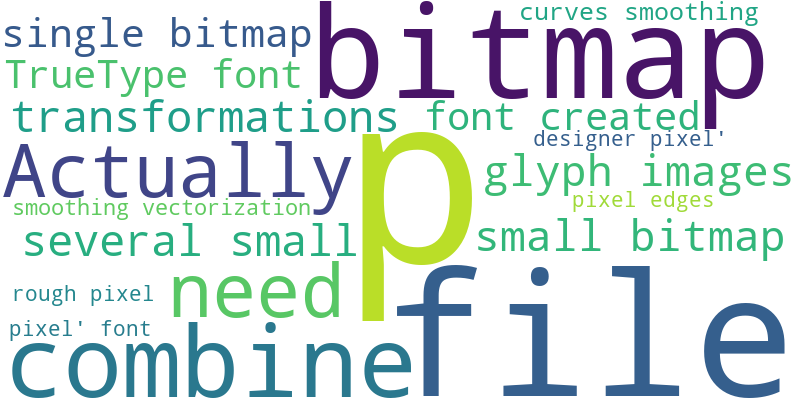 curves smoothing
single bitmap
bitmap
TrueType font
transformations
font created
designer pixel'
Actually
p
glyph images
pixel edges
smoothing vectorization
several small
small bitmap
need
file
rough pixel
pixel' font
combine